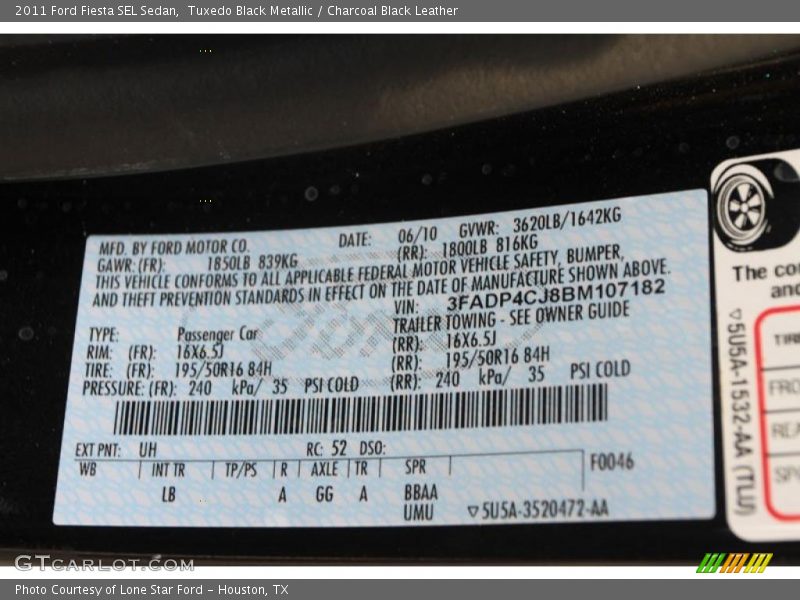 2011 Ford Fiesta SEL Sedan, Tuxedo Black Metallic / Charcoal Black Leather
MFD. BY FORD MOTOR CO. DATE: 06/10 GVWR: 3620LB/1642KG
GAWR:(FR): 1850LB 839KG (RR): 1800LB 816KG
THIS VEHICLE CONFORMS TO ALL APPLICABLE FEDERAL MOTOR VEHICLE SAFETY, BUMPER,
AND THEFT PREVENTION STANDARDS IN EFFECT ON THE DATE OF MANUFACTURE SHOWN ABOVE.
VIN: 3FADP4CJ8BM107182
TYPE: Passenger Car TRAILER TOWING - SEE OWNER GUIDE
RIM: (FR): 16X6.5J (RR): 16X6.5J
TIRE: (FR): 195/50R16 84H (RR): 195/50R16 84H
PRESSURE: (FR): 240 kPa/ 35 PSI COLD (RR): 240 kPa/ 35 PSI COLD
EXT PNT: UH RC: 52 DSO:
WB INT TR TP/PS R AXLE TR SPR F0046
LB A GG A BBAA
UMU ▽5U5A-3520472-AA
The
and
▽5U5A-1532-AA (TLU)
GTCARLOT.COM
Photo Courtesy of Lone Star Ford - Houston, TX